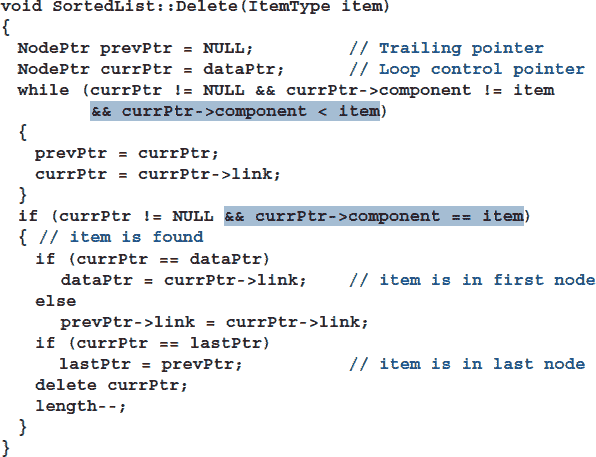 void SortedList::Delete(ItemType item)
{
  NodePtr prevPtr = NULL;          // Trailing pointer
  NodePtr currPtr = dataPtr;       // Loop control pointer
  while (currPtr != NULL && currPtr->component != item
          && currPtr->component < item)
  {
    prevPtr = currPtr;
    currPtr = currPtr->link;
  }
  if (currPtr != NULL && currPtr->component == item)
  { // item is found
    if (currPtr == dataPtr)
       dataPtr = currPtr->link;    // item is in first node
    else
       prevPtr->link = currPtr->link;
    if (currPtr == lastPtr)
       lastPtr = prevPtr;          // item is in last node
    delete currPtr;
    length--;
  }
}